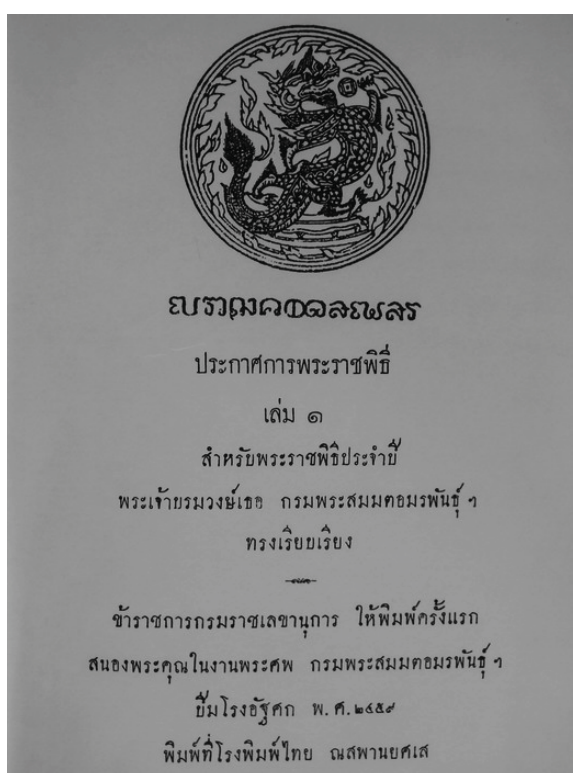 ประกาศการพระราชพิธี
เล่ม ๑
สำหรับพระราชพิธีประจำปี
พระเจ้าบรมวงษ์เธอ กรมพระสมมตอมรพันธุ์ ฯ
ทรงเรียบเรียง
ข้าราชการกรมราชเลขานุการ ให้พิมพ์ครั้งแรก
สนองพระคุณในงานพระศพ กรมพระสมมตอมรพันธุ์ ฯ
ปีมโรงอัฐศก พ.ศ.๒๔๕๙
พิมพ์ที่โรงพิมพ์ไทย ณสพานยศเส